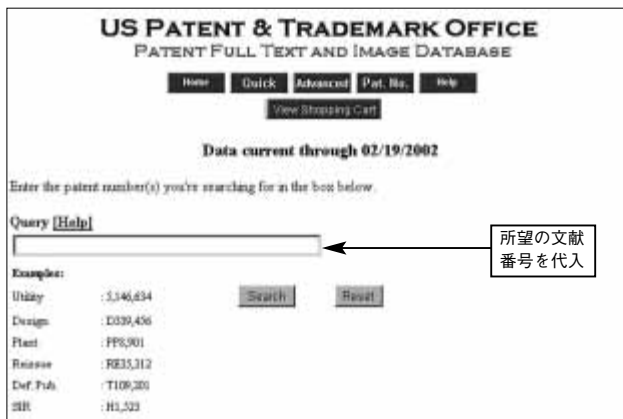 US PATENT & TRADEMARK OFFICE
PATENT FULL TEXT AND IMAGE DATABASE
Home Quick Advanced Pat. No. Help
View Shopping Cart
Data current through 02/19/2002
Enter the patent number(s) you're searching for in the box below.
Query [Help]
所望の文献
番号を代入
Examples:
Utility : 5,146,634 Search Reset
Design : D339,456
Plant : PP8,901
Reissue : RE35,312
Def. Pub. : T109,201
SIR : H1,523